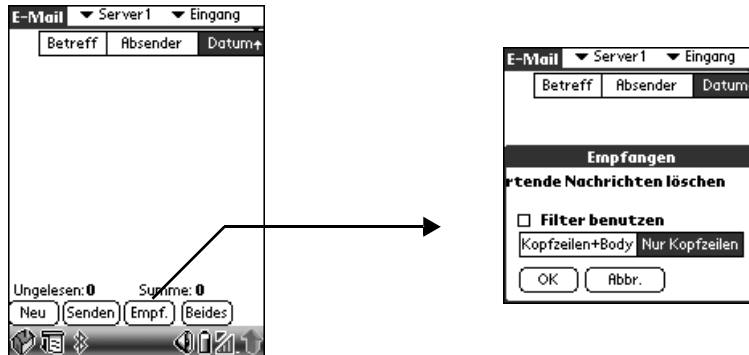 E-Mail Server1 Eingang
Betreff Absender Datum
Ungelesen: 0 Summe: 0
Neu Senden Empf. Beides
E-Mail Server1 Eingang
Betreff Absender Datum
Empfangen
rtende Nachrichten löschen
Filter benutzen
Kopfzeilen+Body Nur Kopfzeilen
OK Abbr.